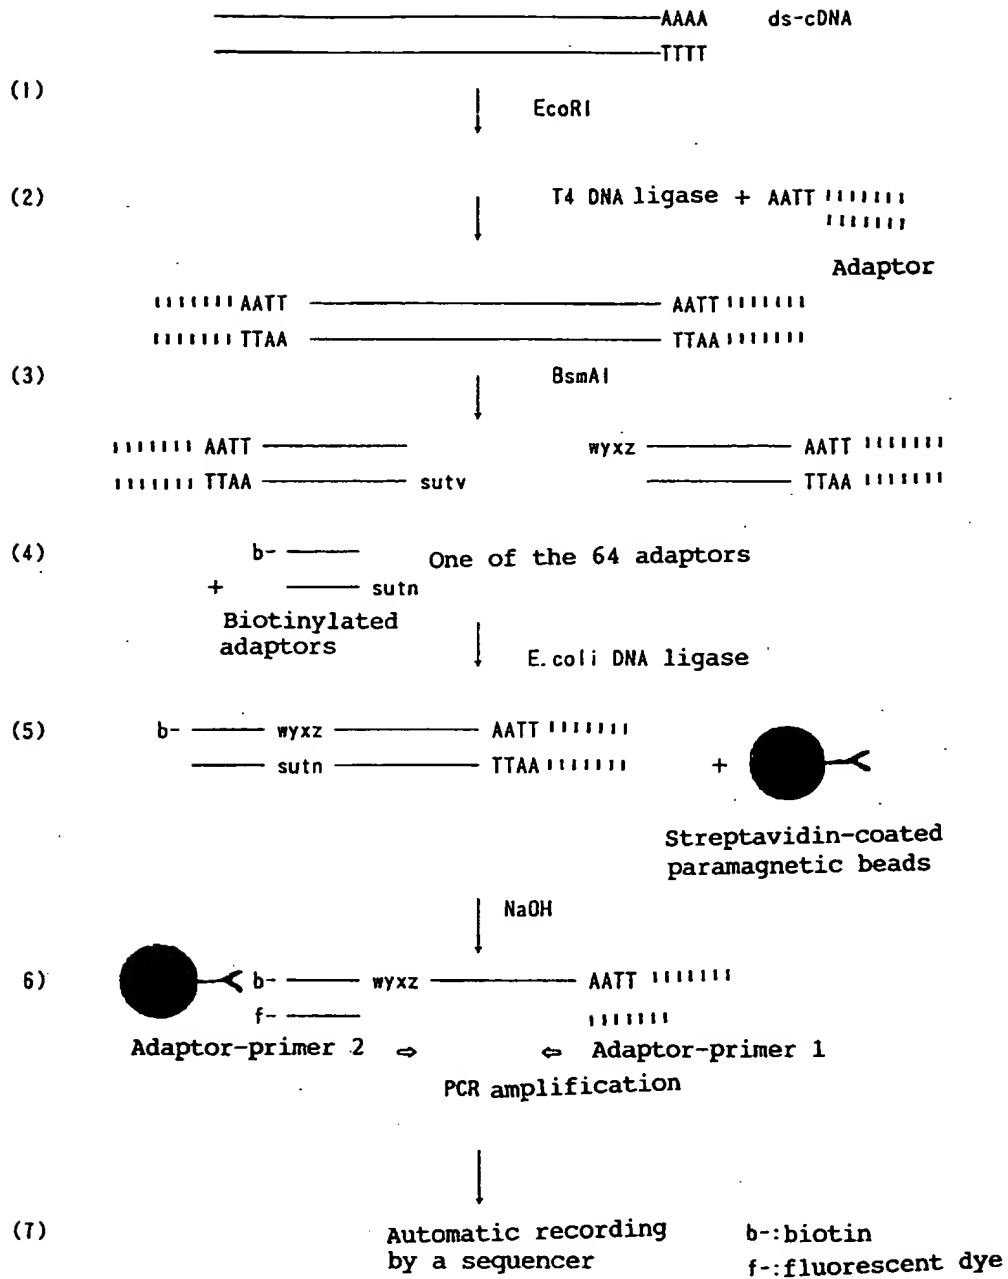 AAAA ds-cDNA
TTTT
(1)
EcoRI
(2) T4 DNA ligase + AATT
Adaptor
AATT AATT
TTAA TTAA
(3) BsmAI
AATT wyxz AATT
TTAA sutv TTAA
(4) b- One of the 64 adaptors
+ sutn
Biotinylated
adaptors
E.coli DNA ligase
(5) b- wyxz AATT
sutn TTAA +
Streptavidin-coated
paramagnetic beads
NaOH
6) b- wyxz AATT
f-
Adaptor-primer 2 ⇨ ⇦ Adaptor-primer 1
PCR amplification
(7) Automatic recording b-:biotin
by a sequencer f-:fluorescent dye